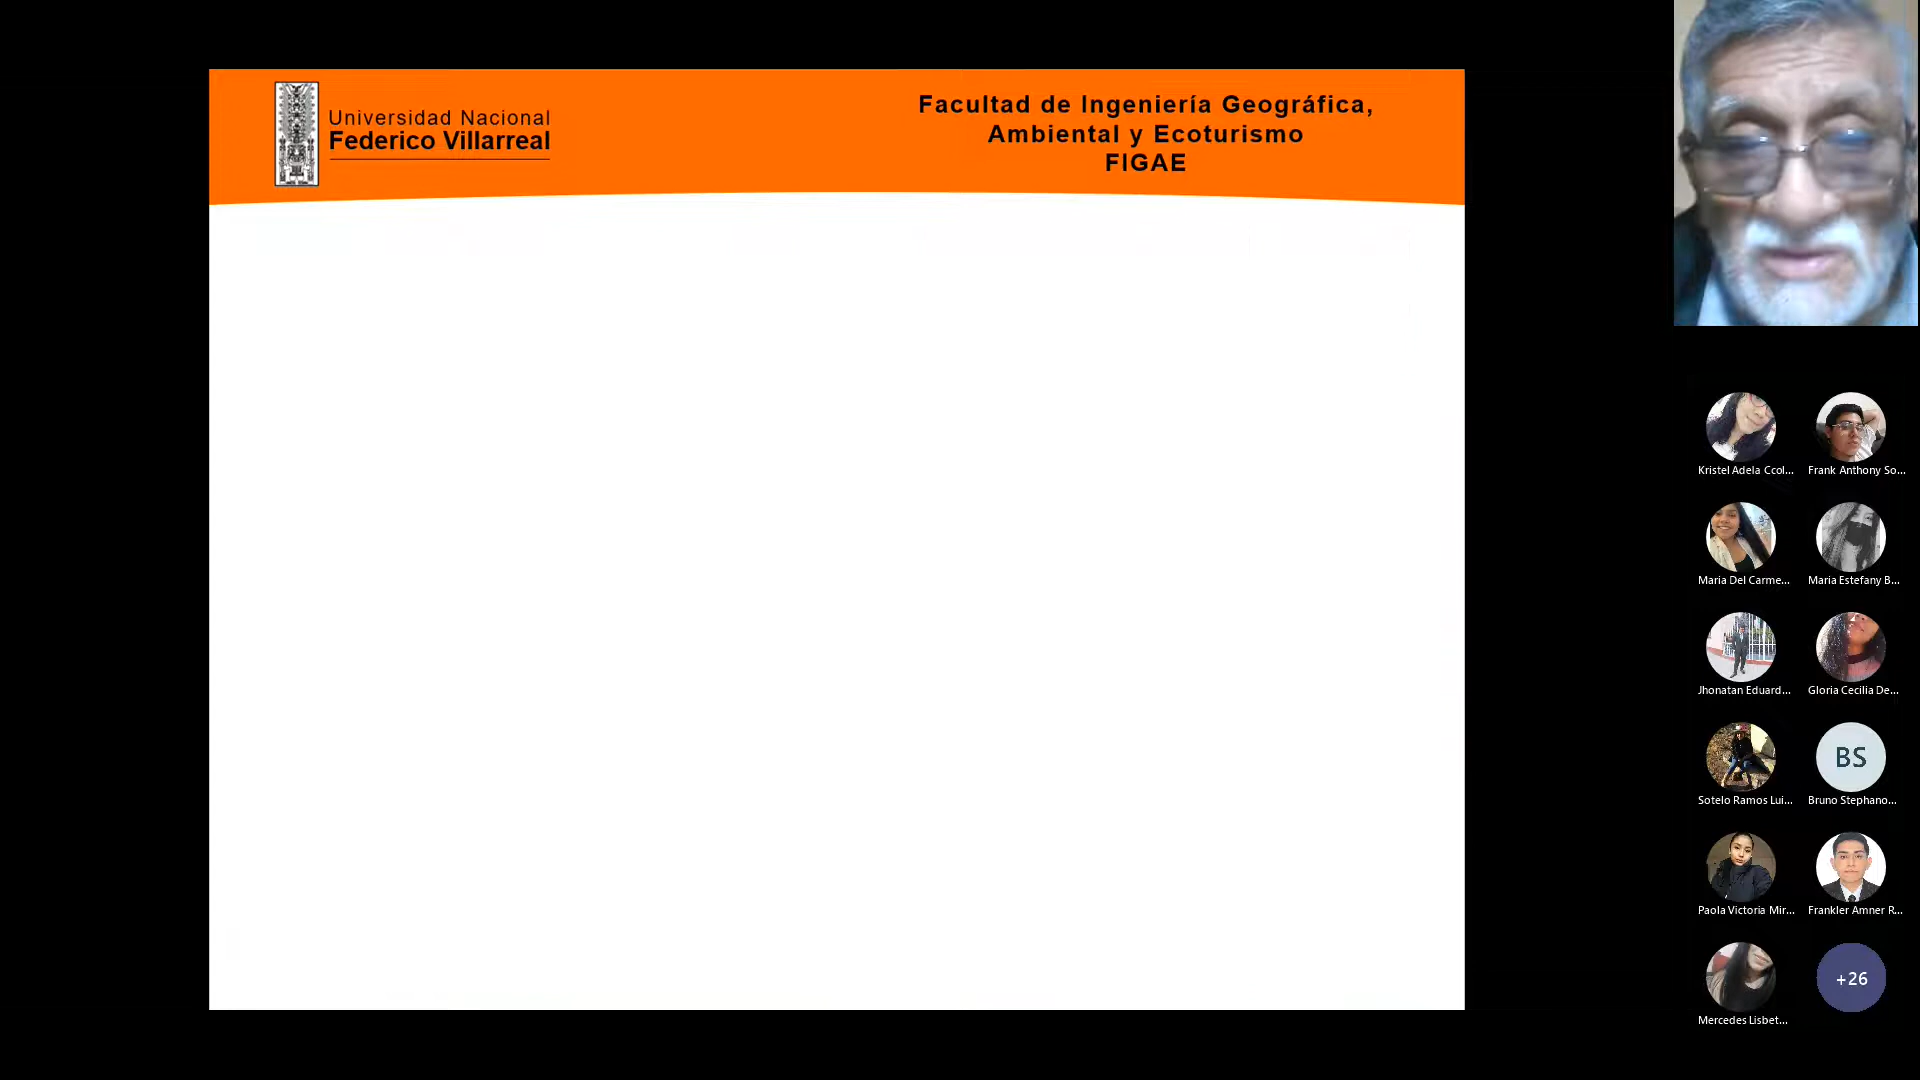 Universidad Nacional
Federico Villarreal
Facultad de Ingeniería Geográfica,
Ambiental y Ecoturismo
FIGAE
Kristel Adela Ccol...
Frank Anthony So...
Maria Del Carme...
Maria Estefany B...
Jhonatan Eduard...
Gloria Cecilia De...
Sotelo Ramos Lui...
BS
Bruno Stephano...
Paola Victoria Mir...
Frankler Amner R...
Mercedes Lisbet...
+26